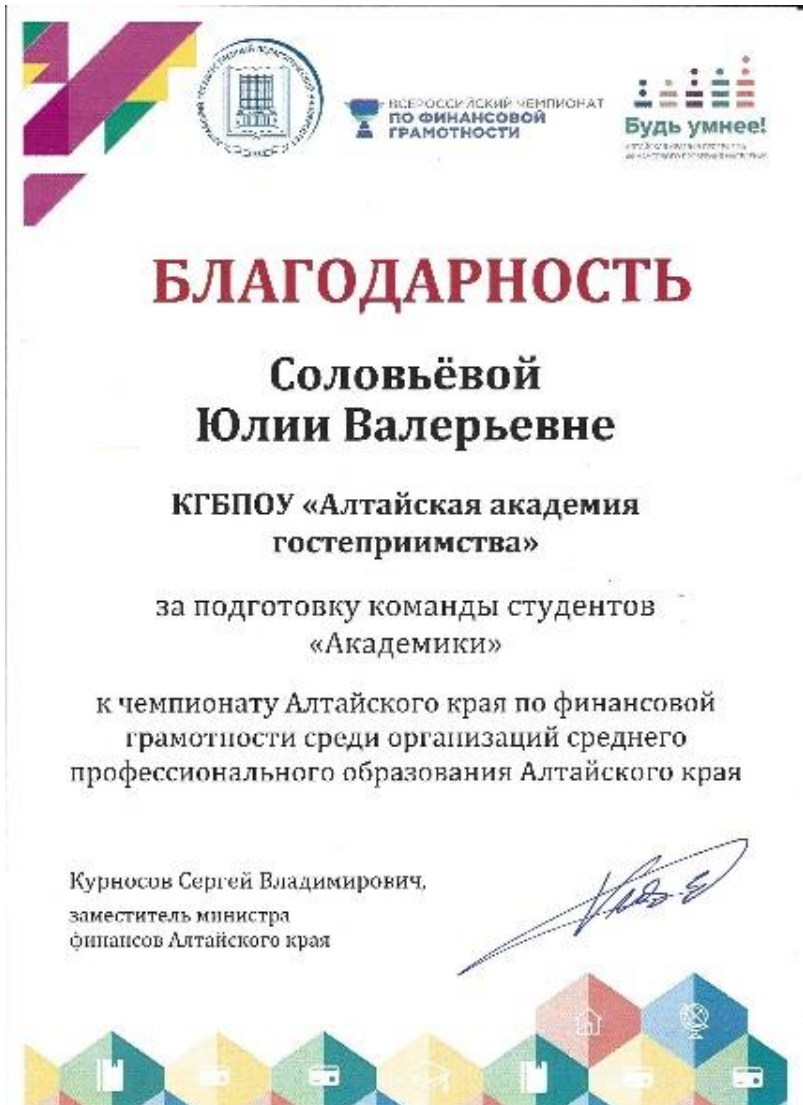 ВСЕРОССИЙСКИЙ ЧЕМПИОНАТ
ПО ФИНАНСОВОЙ
ГРАМОТНОСТИ
Будь умнее!
БЛАГОДАРНОСТЬ
Соловьёвой
Юлии Валерьевне
КГБПОУ «Алтайская академия
гостеприимства»
за подготовку команды студентов
«Академики»
к чемпионату Алтайского края по финансовой
грамотности среди организаций среднего
профессионального образования Алтайского края
Курносов Сергей Владимирович,
заместитель министра
финансов Алтайского края